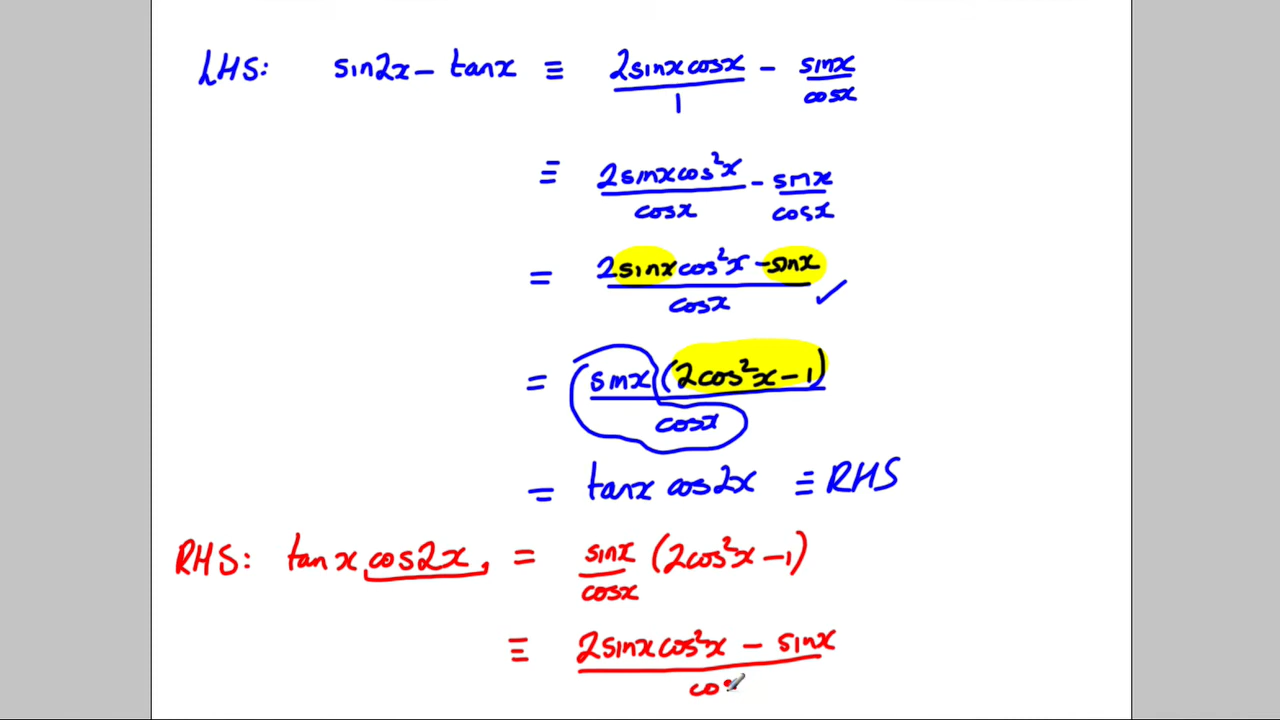 LHS: sin2x - tanx ≡ 2sinxcosx/1 - sinx/cosx
≡ 2sinxcos²x/cosx - sinx/cosx
= 2sinxcos²x - sinx/cosx ✓
= sinx(2cos²x - 1)/cosx
= tanx cos2x ≡ RHS
RHS: tanx cos2x, = sinx/cosx (2cos²x - 1)
≡ 2sinxcos²x - sinx/cos